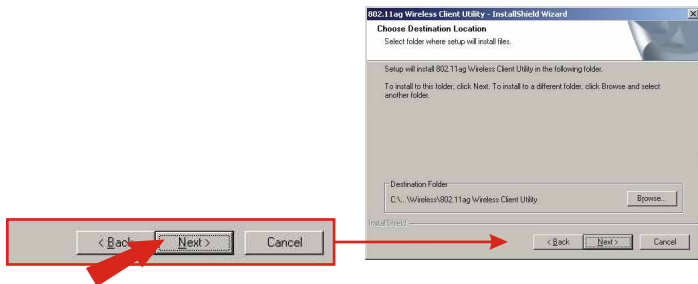 802.11ag Wireless Client Utility - InstallShield Wizard
Choose Destination Location
Select folder where setup will install files.
Setup will install 802.11ag Wireless Client Utility in the following folder.
To install to this folder, click Next. To install to a different folder, click Browse and select
another folder.
Destination Folder
C:\...\Wireless\802.11ag Wireless Client Utility
Browse...
InstallShield
< Back Next > Cancel
< Back Next > Cancel